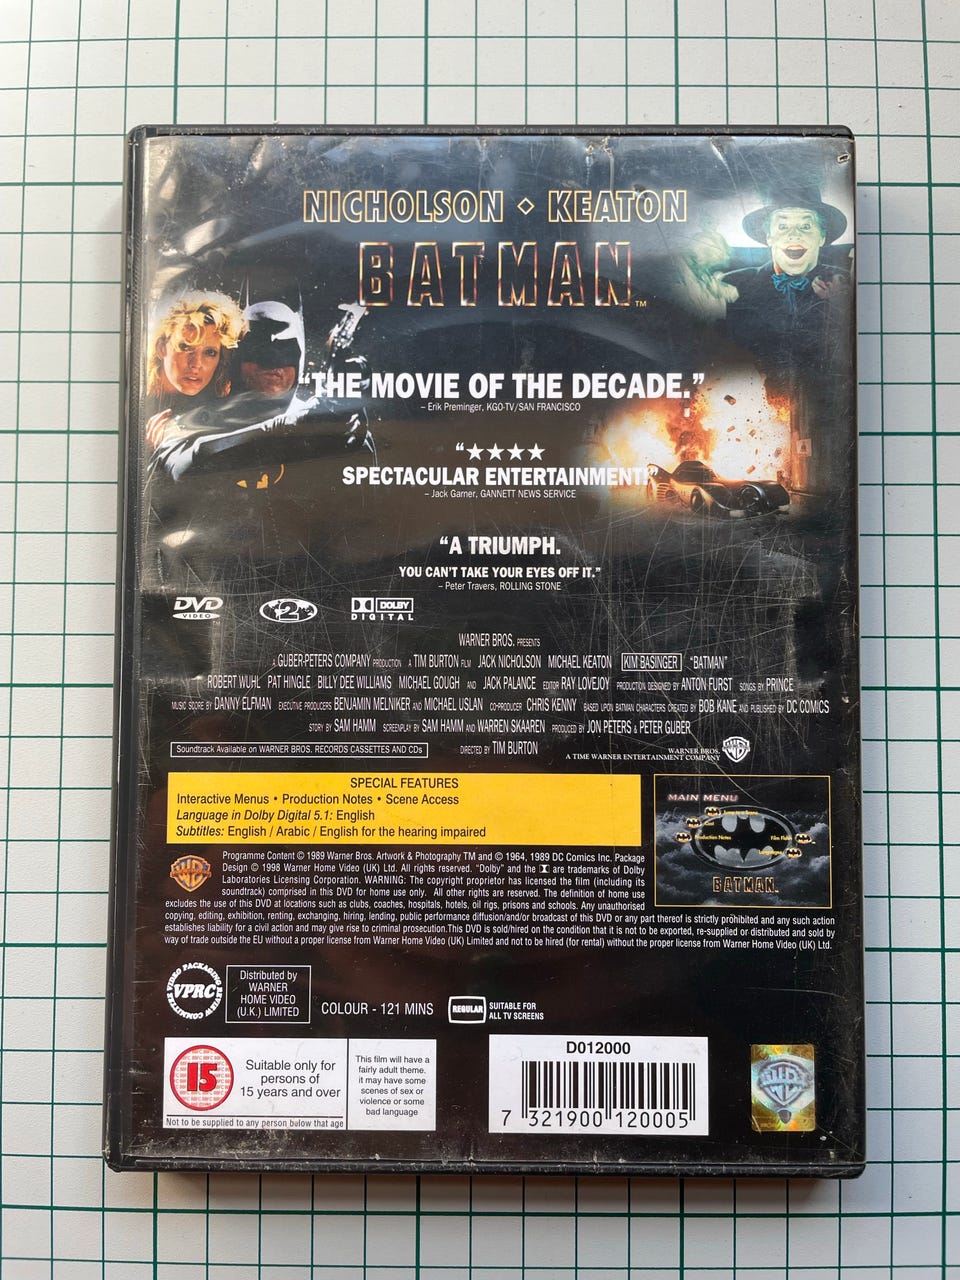 NICHOLSON ◇ KEATON
BATMAN™
“THE MOVIE OF THE DECADE.”
– Erik Preminger, KGO-TV/SAN FRANCISCO
“★★★★
SPECTACULAR ENTERTAINMENT!”
– Jack Garner, GANNETT NEWS SERVICE
“A TRIUMPH.
YOU CAN'T TAKE YOUR EYES OFF IT.”
– Peter Travers, ROLLING STONE
DVD VIDEO
2
DOLBY DIGITAL
WARNER BROS. PRESENTS
A GUBER-PETERS COMPANY PRODUCTION A TIM BURTON FILM JACK NICHOLSON MICHAEL KEATON KIM BASINGER “BATMAN”
ROBERT WUHL PAT HINGLE BILLY DEE WILLIAMS MICHAEL GOUGH AND JACK PALANCE EDITOR RAY LOVEJOY PRODUCTION DESIGNED BY ANTON FURST SONGS BY PRINCE
MUSIC SCORE BY DANNY ELFMAN EXECUTIVE PRODUCERS BENJAMIN MELNIKER AND MICHAEL USLAN CO-PRODUCER CHRIS KENNY BASED UPON BATMAN CHARACTERS CREATED BY BOB KANE AND PUBLISHED BY DC COMICS
STORY BY SAM HAMM SCREENPLAY BY SAM HAMM AND WARREN SKAAREN PRODUCED BY JON PETERS & PETER GUBER
Soundtrack Available on WARNER BROS. RECORDS CASSETTES AND CDs
DIRECTED BY TIM BURTON
WARNER BROS.
A TIME WARNER ENTERTAINMENT COMPANY
SPECIAL FEATURES
Interactive Menus • Production Notes • Scene Access
Language in Dolby Digital 5.1: English
Subtitles: English / Arabic / English for the hearing impaired
MAIN MENU
Jump to a Scene
Cast
Production Notes
Languages
BATMAN
Programme Content © 1989 Warner Bros. Artwork & Photography TM and © 1964, 1989 DC Comics Inc. Package
Design © 1998 Warner Home Video (UK) Ltd. All rights reserved. "Dolby" and the are trademarks of Dolby
Laboratories Licensing Corporation. WARNING: The copyright proprietor has licensed the film (including its
soundtrack) comprised in this DVD for home use only. All other rights are reserved. The definition of home use
excludes the use of this DVD at locations such as clubs, coaches, hospitals, hotels, oil rigs, prisons and schools. Any unauthorised
copying, editing, exhibition, renting, exchanging, hiring, lending, public performance diffusion/and/or broadcast of this DVD or any part thereof is strictly prohibited and any such action
establishes liability for a civil action and may give rise to criminal prosecution.This DVD is sold/hired on the condition that it is not to be exported, re-supplied or distributed and sold by
way of trade outside the EU without a proper license from Warner Home Video (UK) Limited and not to be hired (for rental) without the proper license from Warner Home Video (UK) Ltd.
VIDEO PACKAGING REVIEW COMMITTEE
VPRC
Distributed by
WARNER
HOME VIDEO
(U.K.) LIMITED
COLOUR - 121 MINS
REGULAR
SUITABLE FOR
ALL TV SCREENS
15
Suitable only for
persons of
15 years and over
Not to be supplied to any person below that age
This film will have a
fairly adult theme.
it may have some
scenes of sex or
violence or some
bad language
D012000
7 321900 120005